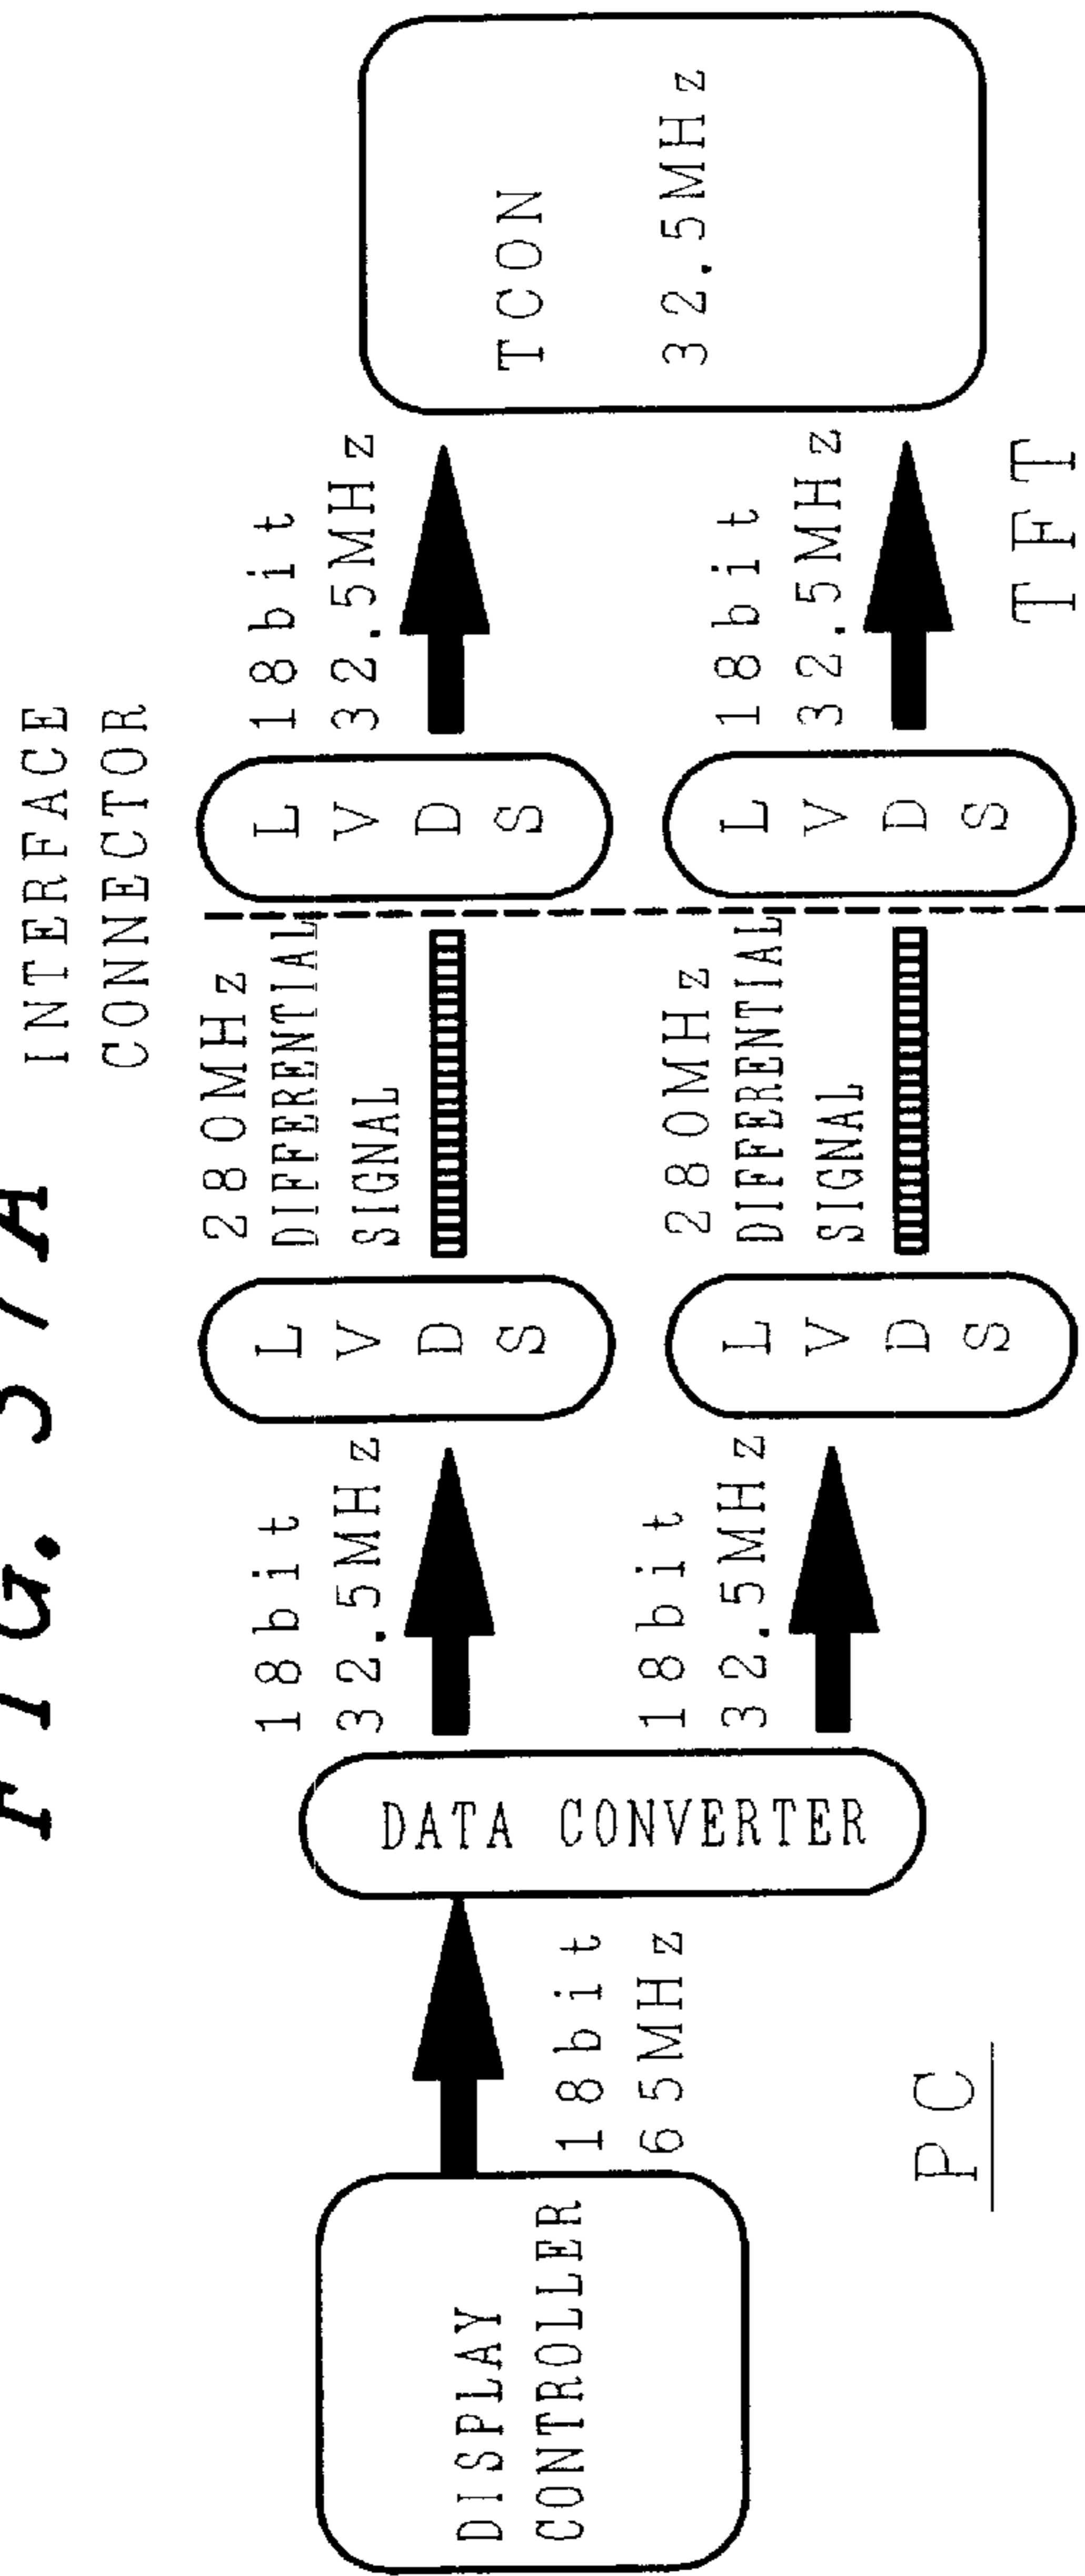 FIG. 37A
INTERFACE
CONNECTOR
DISPLAY
CONTROLLER
18bit
65MHz
DATA CONVERTER
18bit
32.5MHz
18bit
32.5MHz
LVDS
LVDS
280MHz
DIFFERENTIAL
SIGNAL
280MHz
DIFFERENTIAL
SIGNAL
LVDS
LVDS
18bit
32.5MHz
18bit
32.5MHz
TCON
32.5MHz
PC
TFT